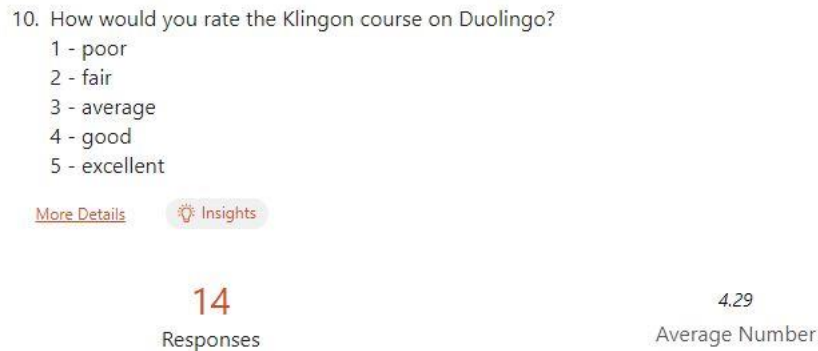 10. How would you rate the Klingon course on Duolingo?
1 - poor
2 - fair
3 - average
4 - good
5 - excellent
More Details
Insights
14
Responses
4.29
Average Number